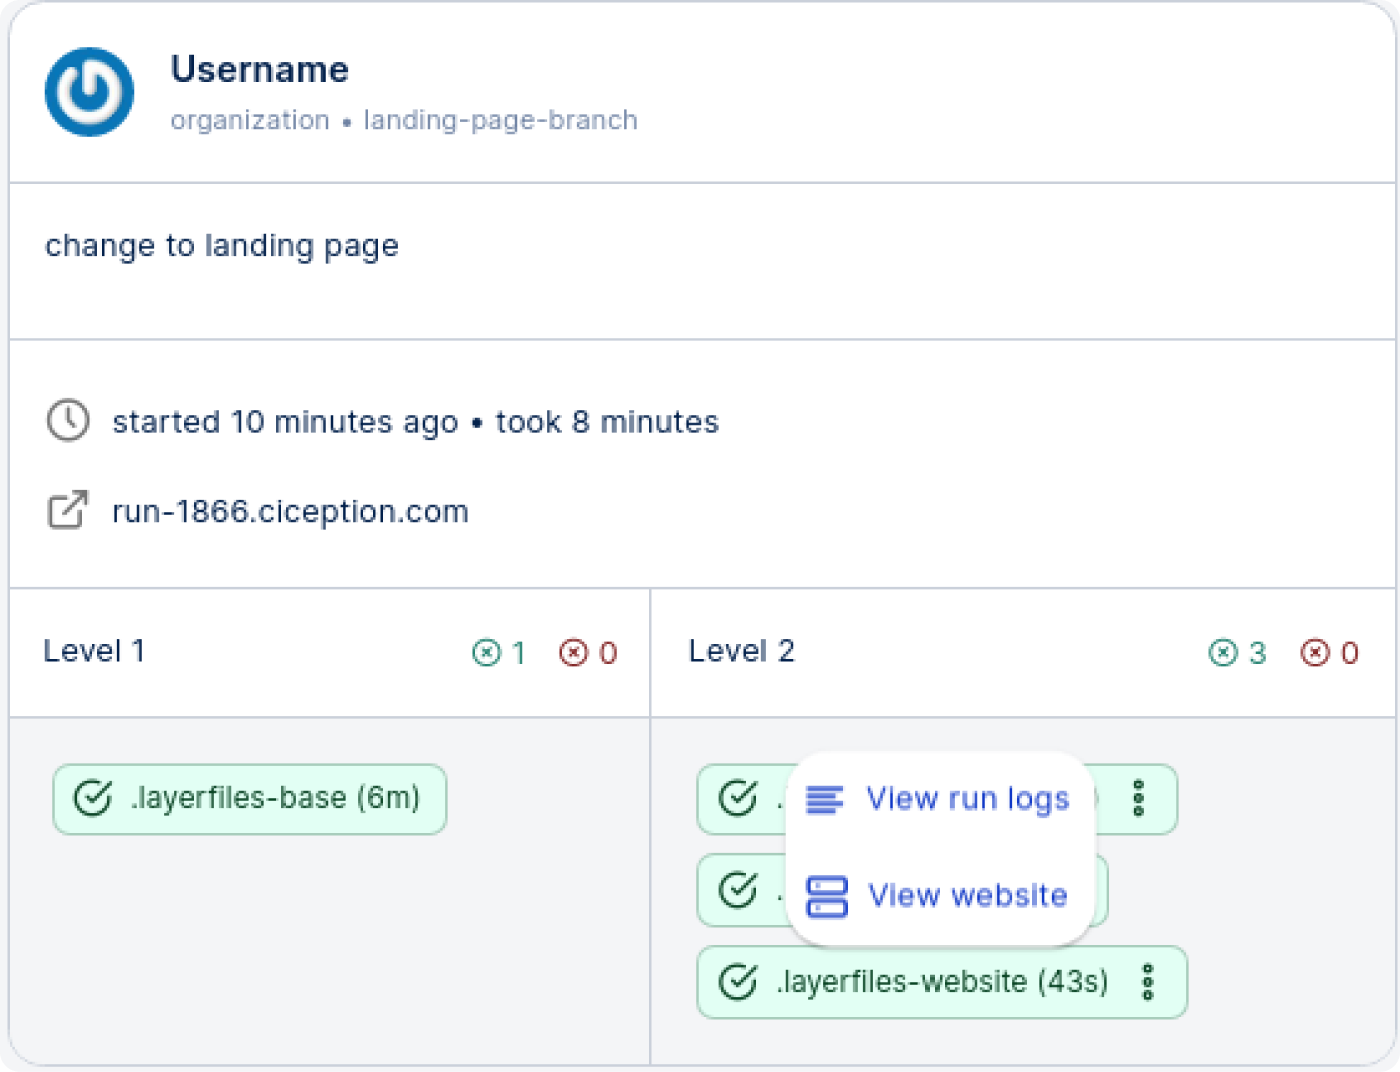 Username
organization • landing-page-branch
change to landing page
started 10 minutes ago • took 8 minutes
run-1866.ciception.com
Level 1 1 0
Level 2 3 0
.layerfiles-base (6m)
View run logs
View website
.layerfiles-website (43s)